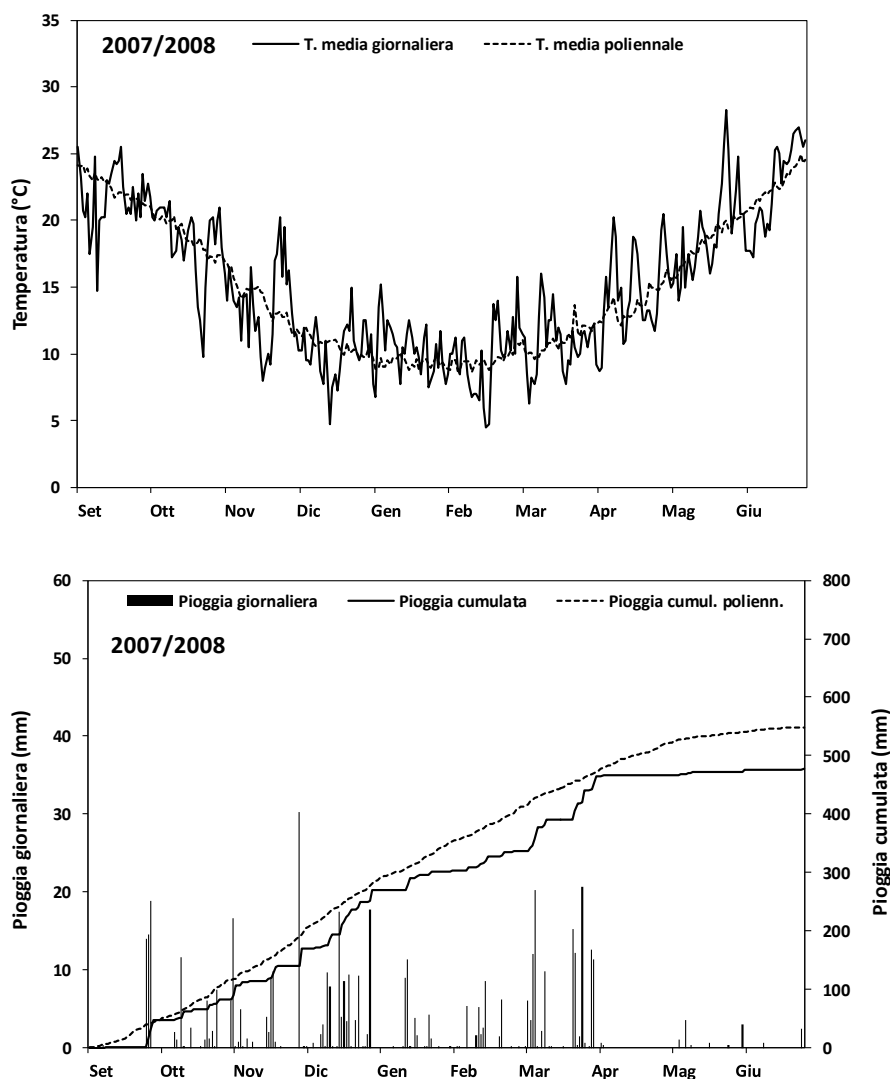 35
30
25
20
15
10
5
0
Temperatura (°C)
2007/2008
T. media giornaliera
T. media poliennale
Set Ott Nov Dic Gen Feb Mar Apr Mag Giu
60
50
40
30
20
10
0
Pioggia giornaliera (mm)
Pioggia giornaliera
Pioggia cumulata
Pioggia cumul. polienn.
2007/2008
800
700
600
500
400
300
200
100
0
Pioggia cumulata (mm)
Set Ott Nov Dic Gen Feb Mar Apr Mag Giu